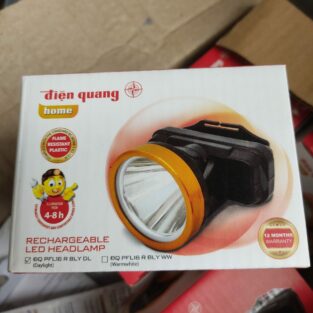 điện quang
home
FLAME
RESISTANT
PLASTIC
4-8 h
12 MONTHS
WARRANTY
RECHARGEABLE
LED HEADLAMP
ĐQ PFL16 R BLY DL
(Daylight)
ĐQ PFL16 R BLY WW
(Warmwhite)